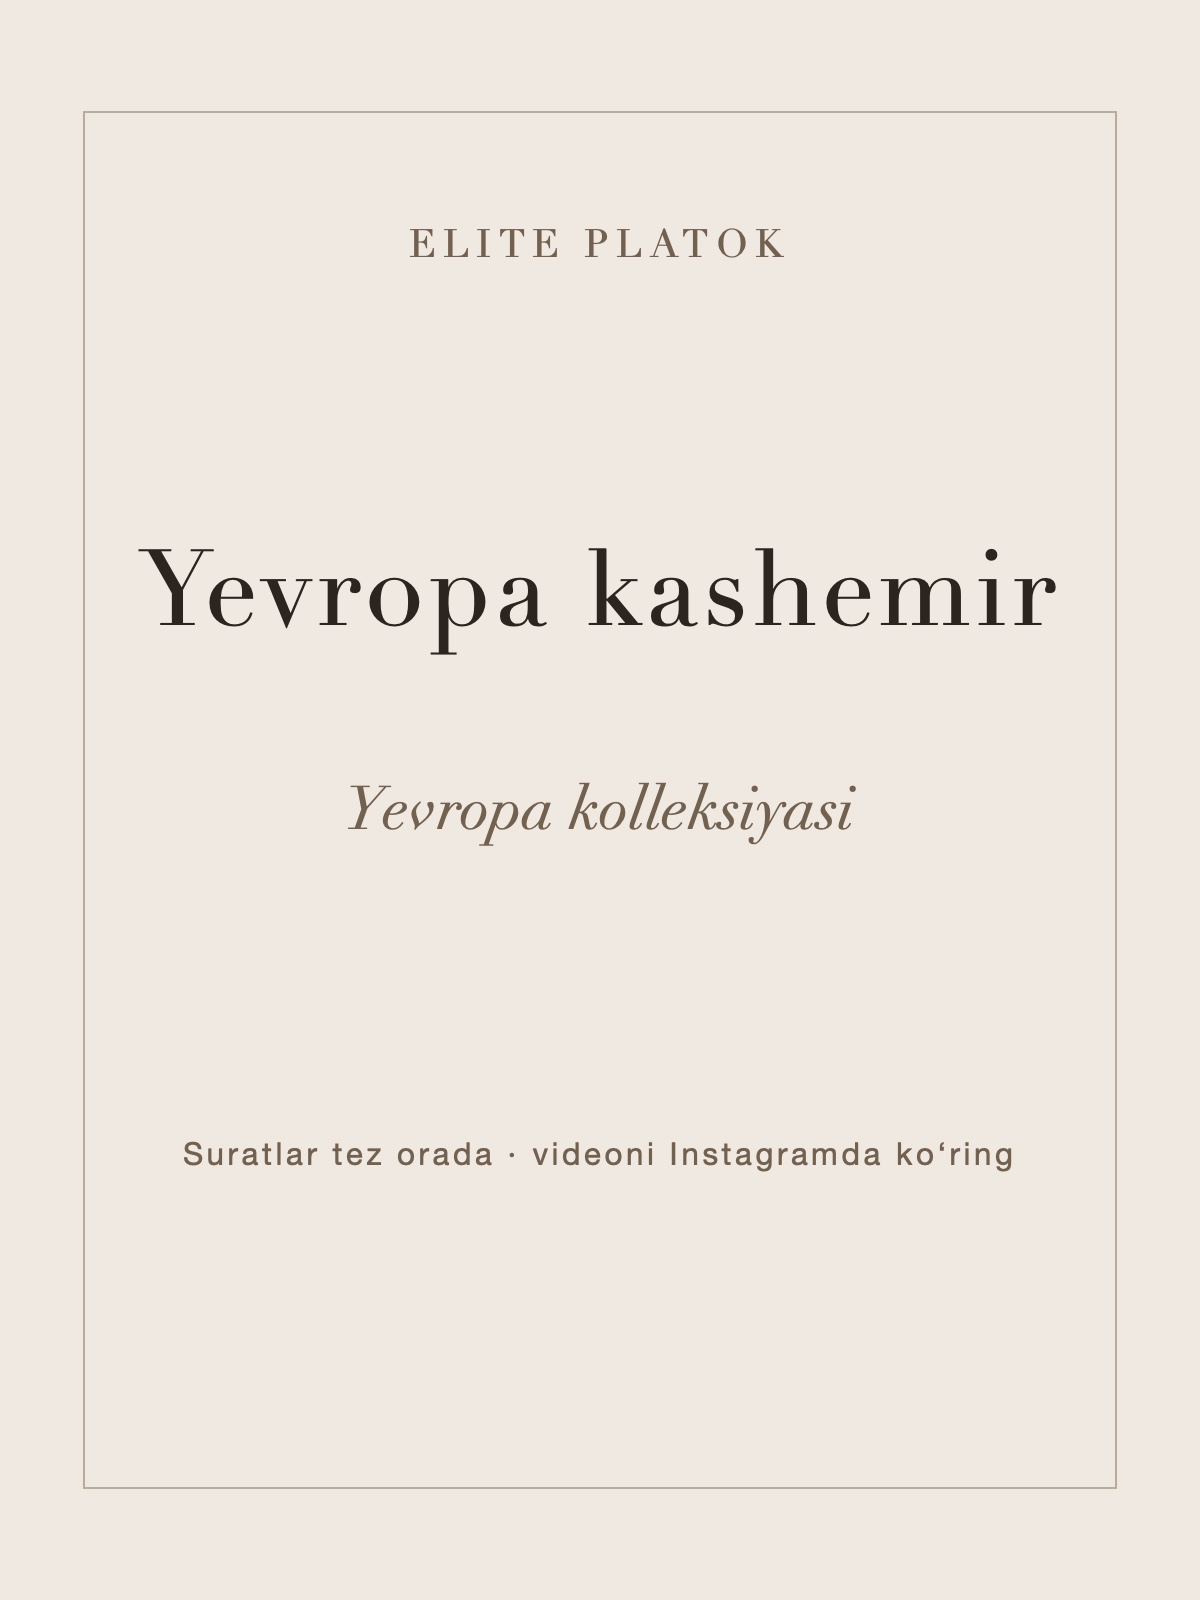 ELITE PLATOK
Yevropa kashemir
Yevropa kolleksiyasi
Suratlar tez orada · videoni Instagramda ko‘ring